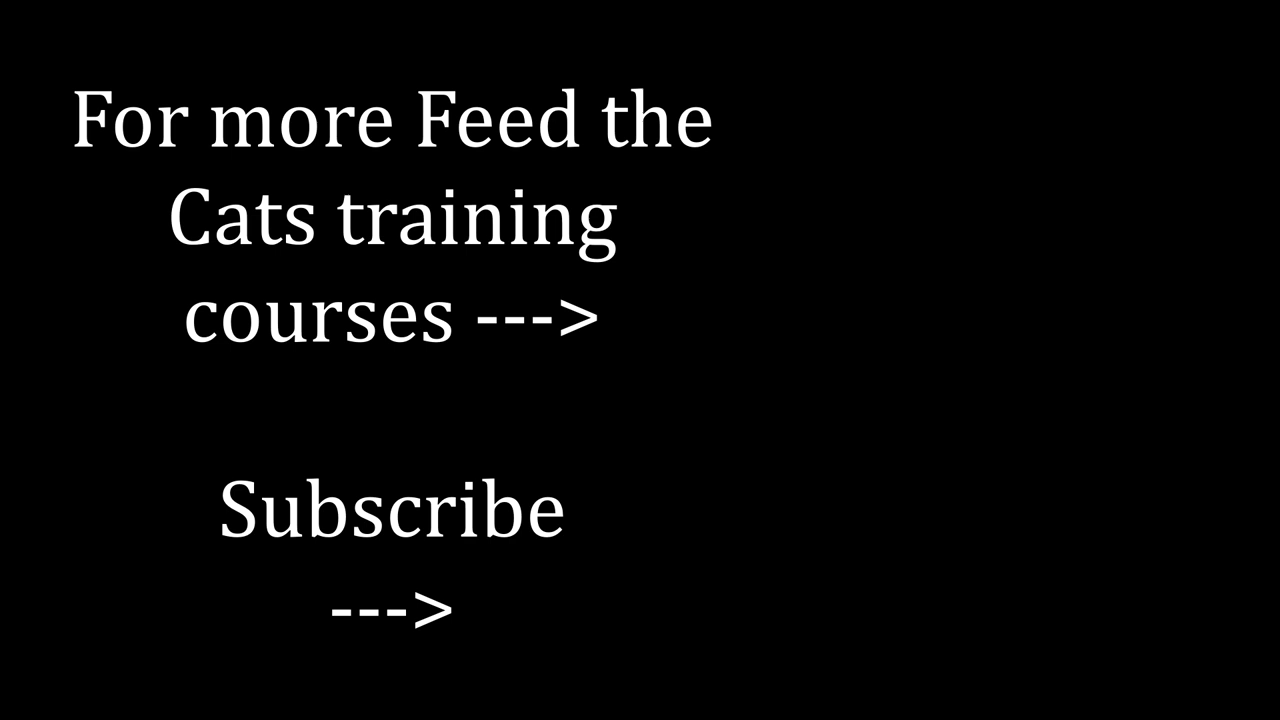 For more Feed the
Cats training
courses --->
Subscribe
--->